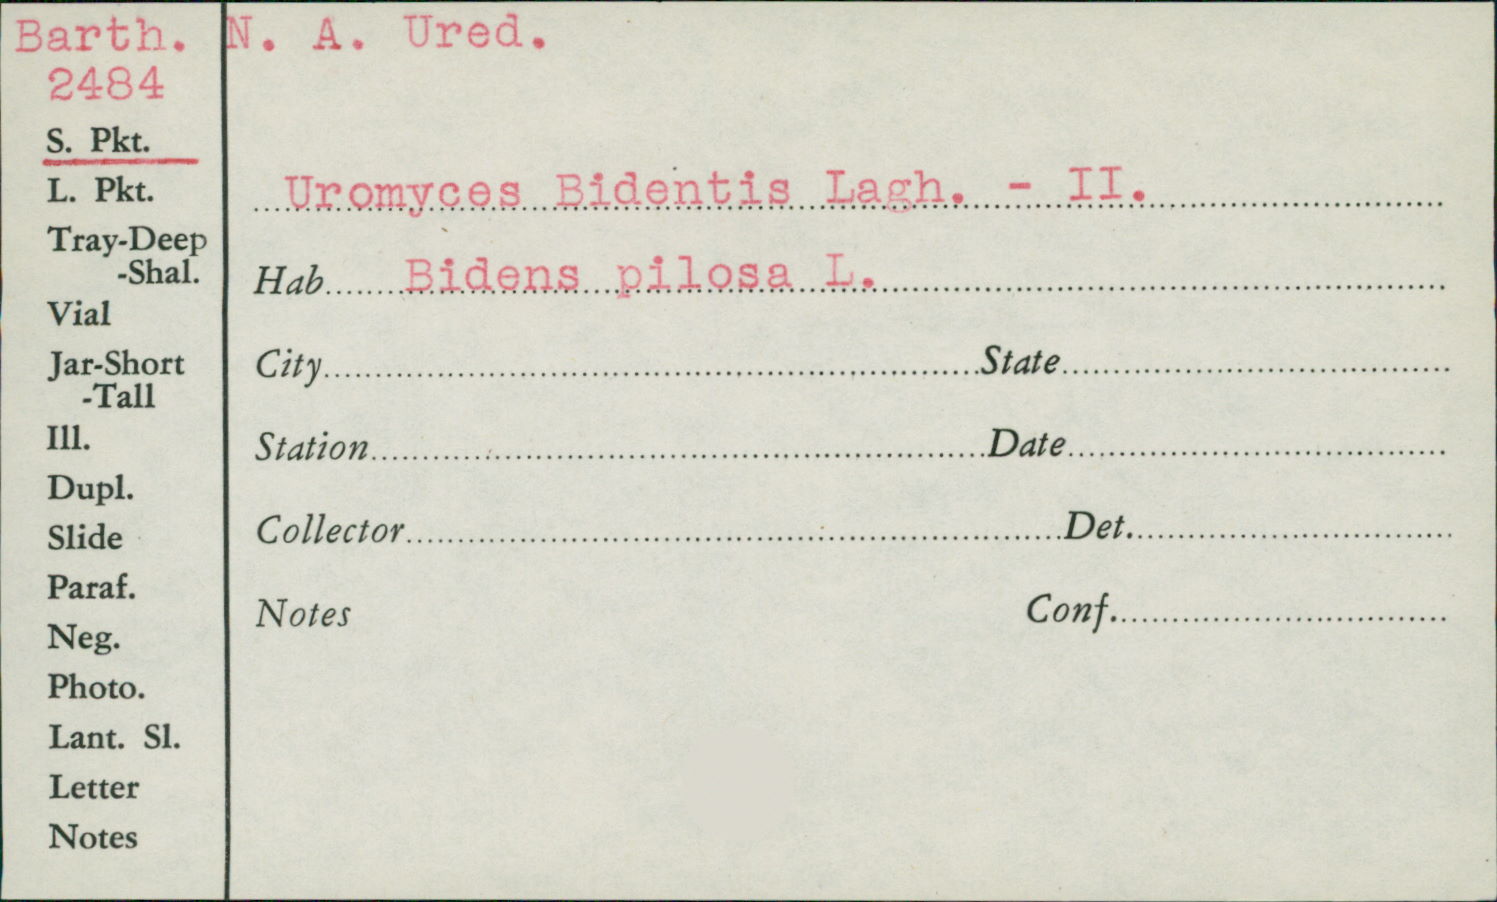 Barth. N. A. Ured.
2484
S. Pkt.
L. Pkt.
Tray-Deep
-Shal.
Vial
Jar-Short
-Tall
Ill.
Dupl.
Slide
Paraf.
Neg.
Photo.
Lant. Sl.
Letter
Notes
Uromyces Bidentis Lagh. - II.
Hab. Bidens pilosa L.
City State
Station Date
Collector Det.
Notes Conf.